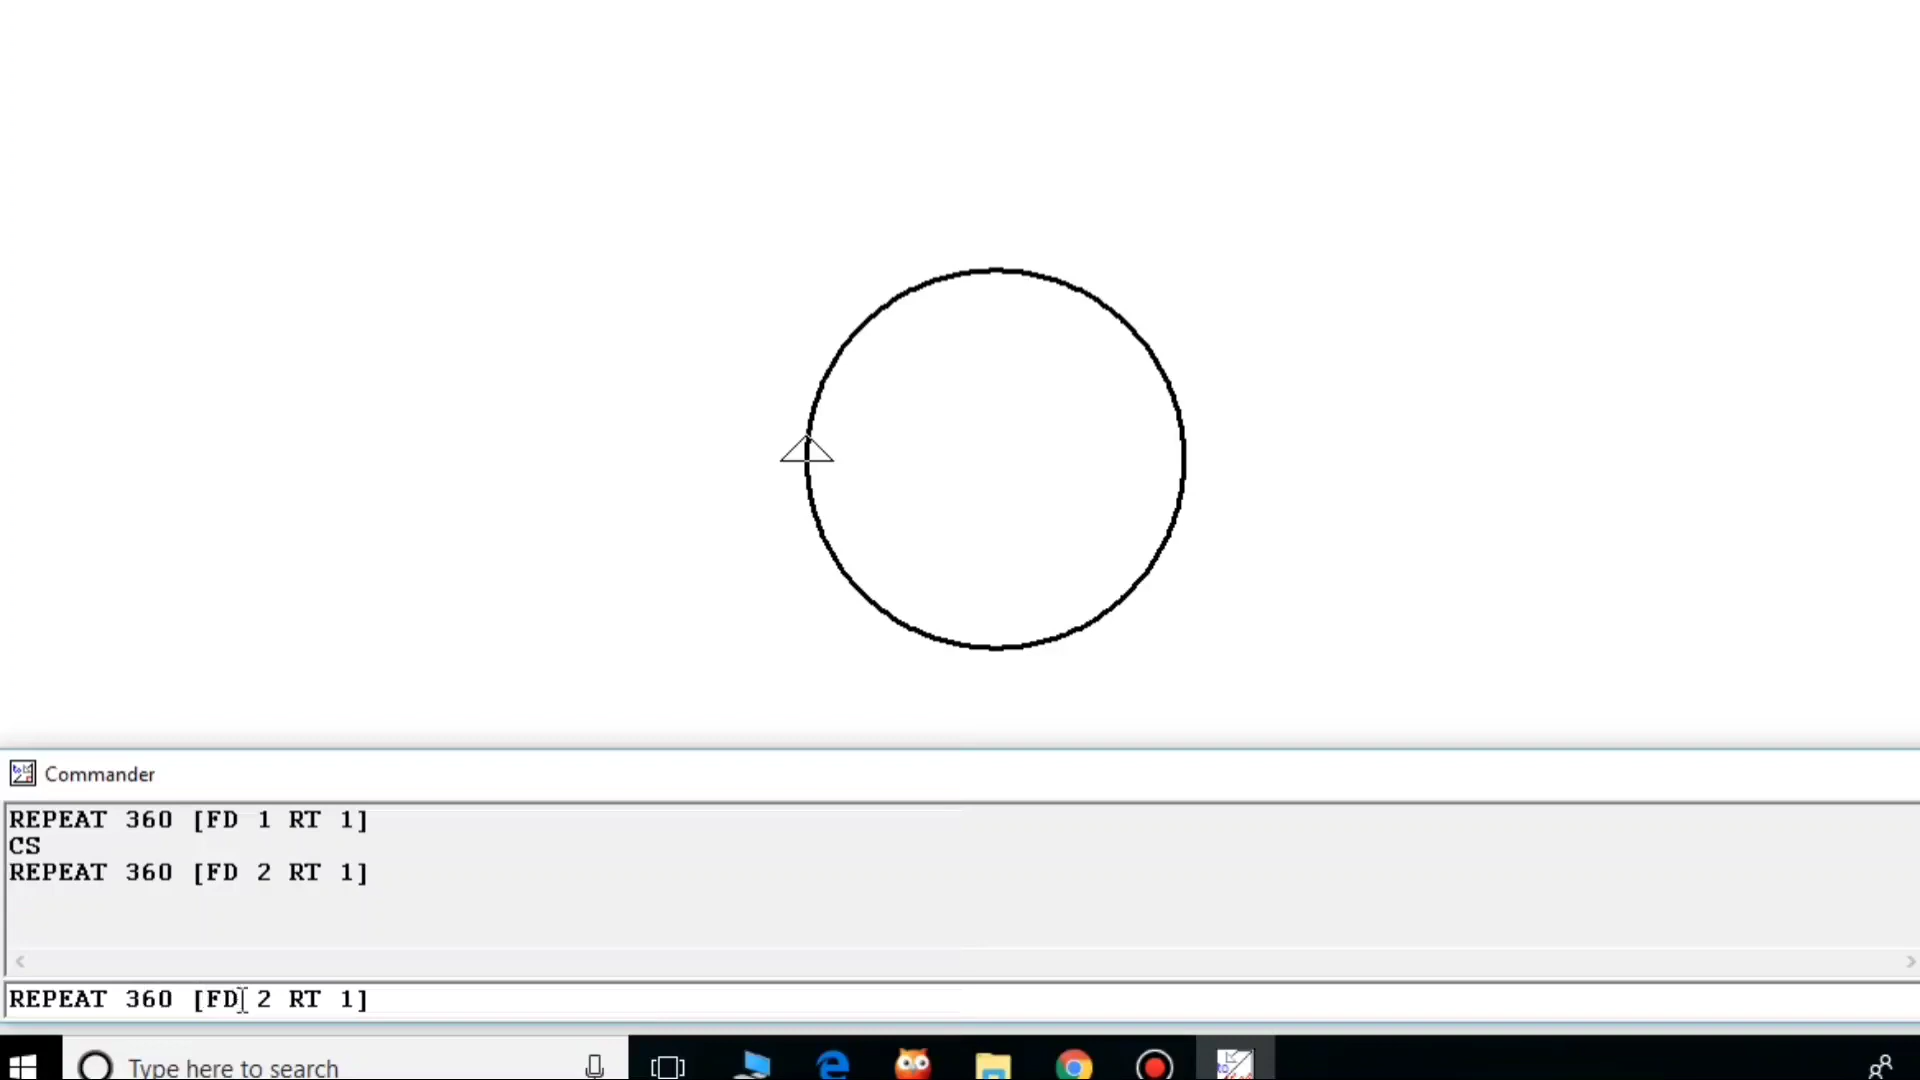 Commander
REPEAT 360 [FD 1 RT 1]
CS
REPEAT 360 [FD 2 RT 1]
REPEAT 360 [FD 2 RT 1]
Type here to search